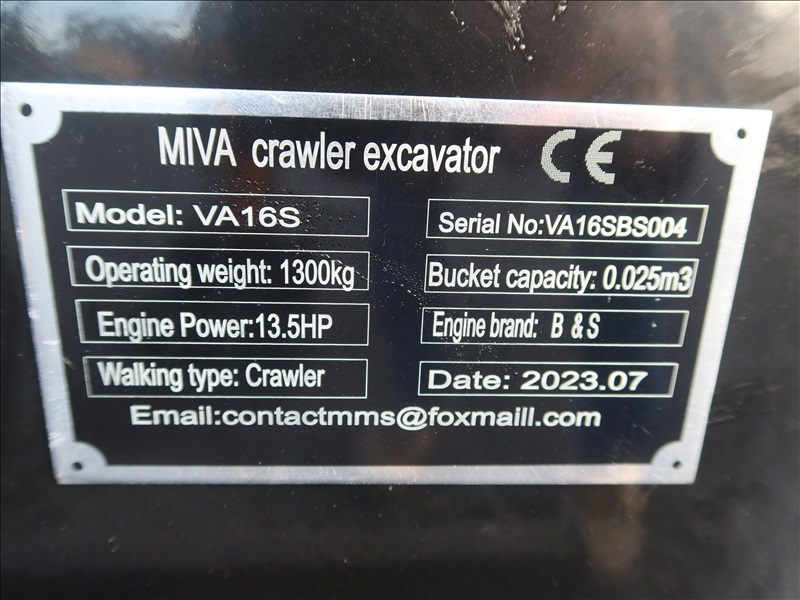 MIVA crawler excavator CE
Model: VA16S
Serial No:VA16SBS004
Operating weight: 1300kg
Bucket capacity: 0.025m3
Engine Power:13.5HP
Engine brand: B & S
Walking type: Crawler
Date: 2023.07
Email:contactmms@foxmaill.com